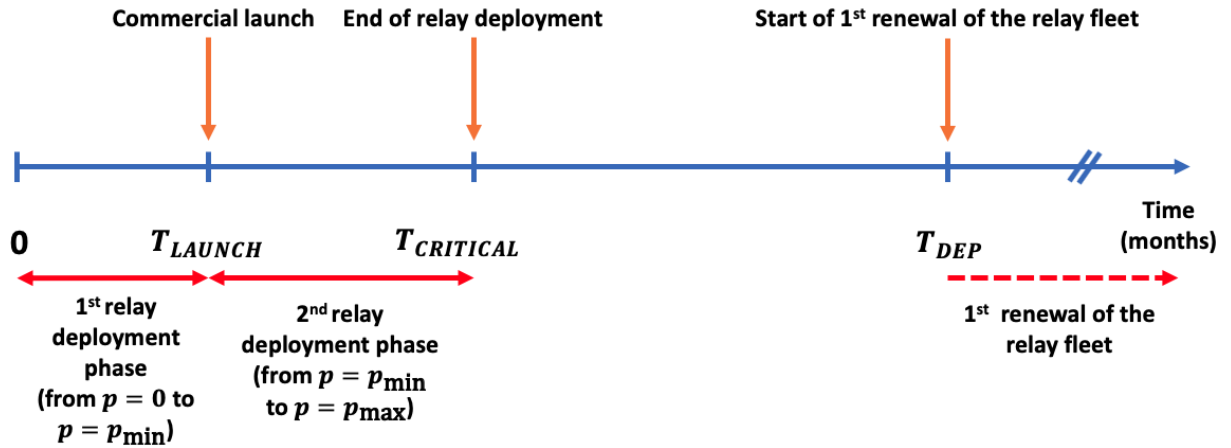 Commercial launch
End of relay deployment
Start of 1st renewal of the relay fleet
0
T_LAUNCH
T_CRITICAL
T_DEP
Time
(months)
1st relay
deployment
phase
(from p = 0 to
p = p_min)
2nd relay
deployment phase
(from p = p_min
to p = p_max)
1st renewal of the
relay fleet